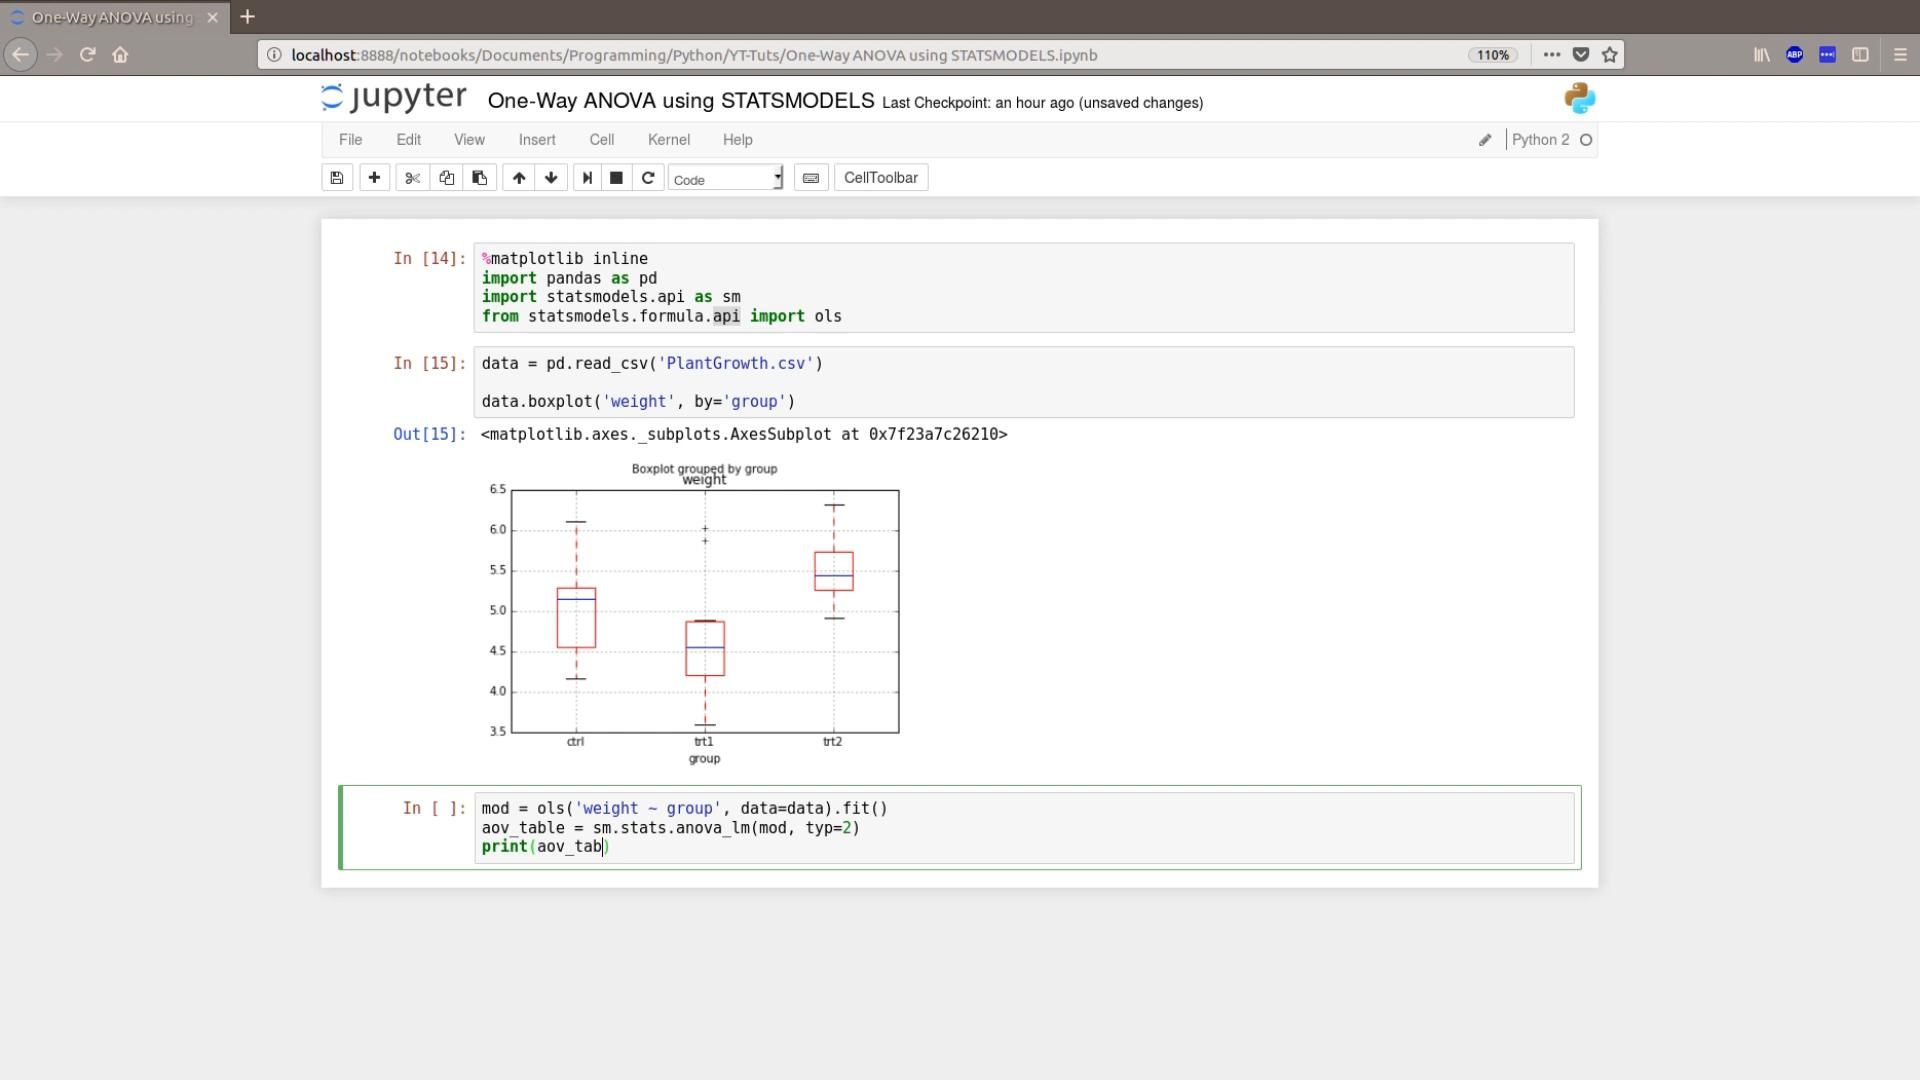 One-Way ANOVA using
localhost:8888/notebooks/Documents/Programming/Python/YT-Tuts/One-Way ANOVA using STATSMODELS.ipynb
110%
ABP
jupyter One-Way ANOVA using STATSMODELS Last Checkpoint: an hour ago (unsaved changes)
File Edit View Insert Cell Kernel Help
Python 2
Code
CellToolbar
In [14]: %matplotlib inline
import pandas as pd
import statsmodels.api as sm
from statsmodels.formula.api import ols
In [15]: data = pd.read_csv('PlantGrowth.csv')
data.boxplot('weight', by='group')
Out[15]: <matplotlib.axes._subplots.AxesSubplot at 0x7f23a7c26210>
Boxplot grouped by group
weight
6.5
6.0
5.5
5.0
4.5
4.0
3.5
ctrl trt1 trt2
group
In [ ]: mod = ols('weight ~ group', data=data).fit()
aov_table = sm.stats.anova_lm(mod, typ=2)
print(aov_tab)